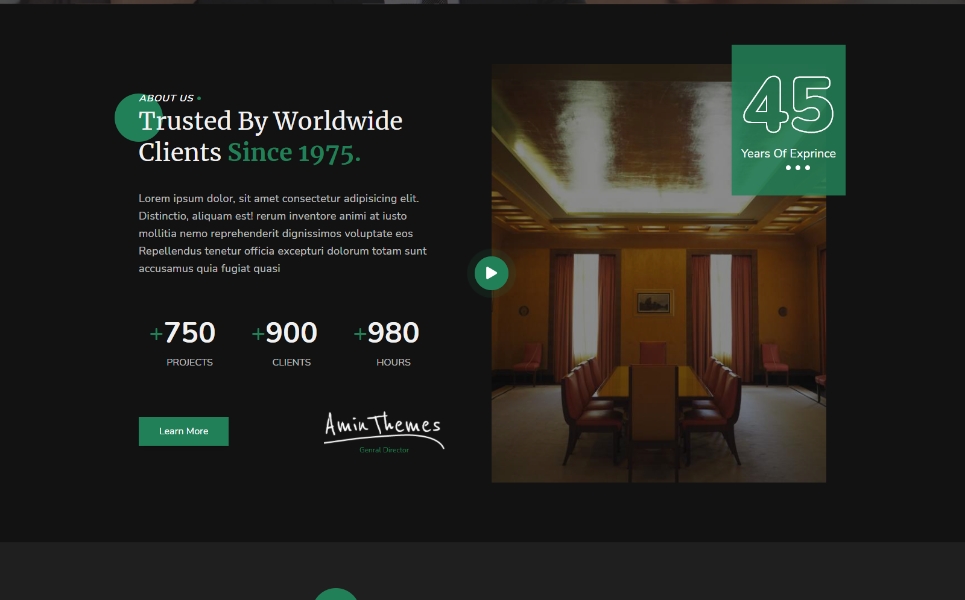 ABOUT US
Trusted By Worldwide
Clients Since 1975.
Lorem ipsum dolor, sit amet consectetur adipisicing elit.
Distinctio, aliquam est! rerum inventore animi at iusto
mollitia nemo reprehenderit dignissimos voluptate eos
Repellendus tenetur officia excepturi dolorum totam sunt
accusamus quia fugiat quasi
+750
PROJECTS
+900
CLIENTS
+980
HOURS
Learn More
AminThemes
Genral Director
45
Years Of Exprince